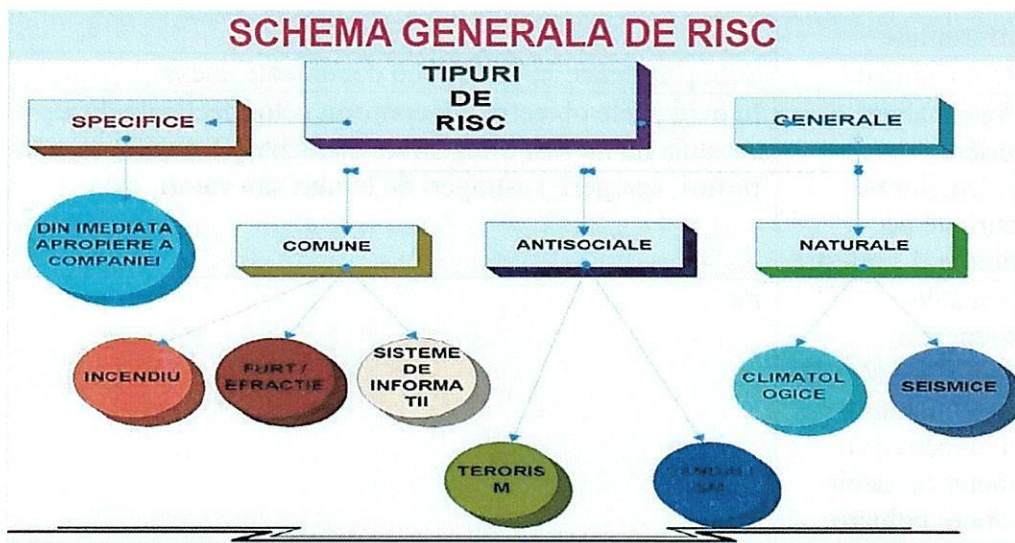 SCHEMA GENERALA DE RISC
TIPURI
DE
RISC
SPECIFICE
GENERALE
DIN IMEDIATA
APROPIERE A
COMPANIEI
COMUNE
ANTISOCIALE
NATURALE
INCENDIU
FURT /
EFRACTIE
SISTEME
DE
INFORMA
TII
CLIMATOL
OGICE
SEISMICE
TERORIS
M